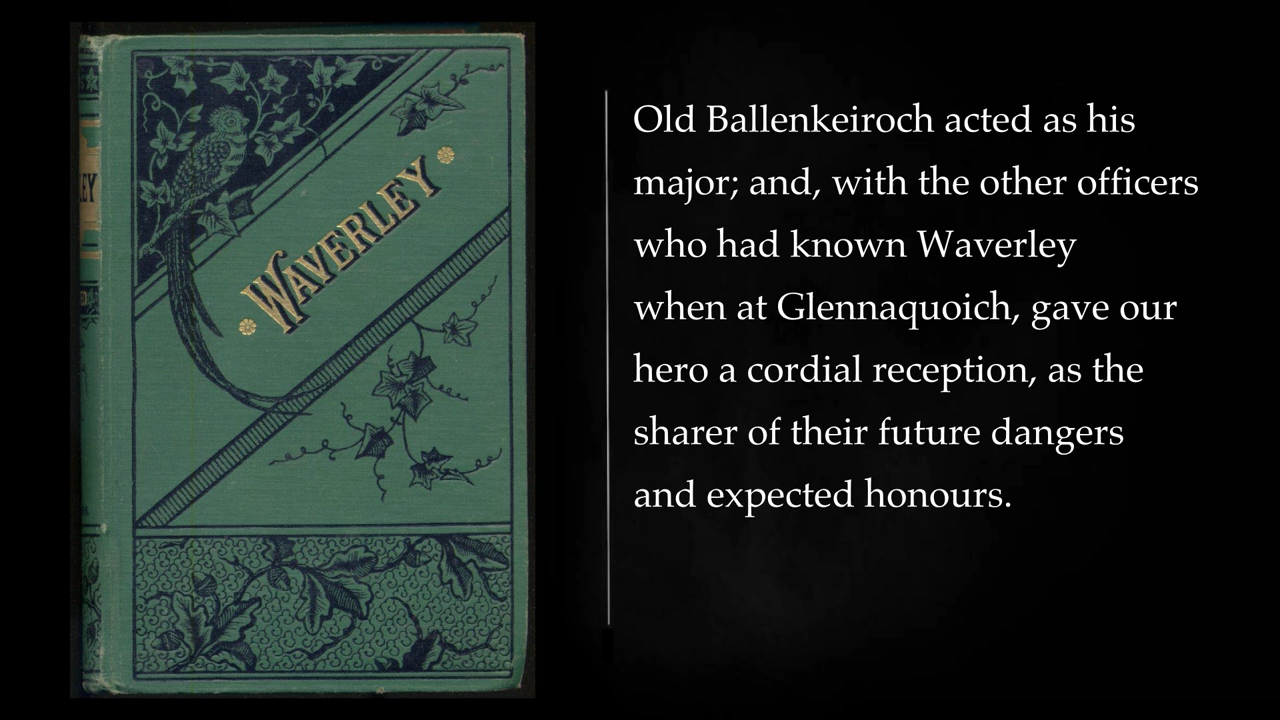 WAVERLEY
EY
Old Ballenkeiroch acted as his
major; and, with the other officers
who had known Waverley
when at Glennaquoich, gave our
hero a cordial reception, as the
sharer of their future dangers
and expected honours.